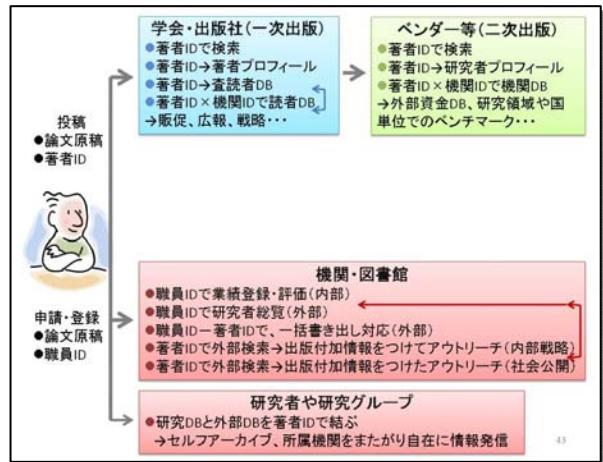 学会・出版社(一次出版)
●著者IDで検索
●著者ID→著者プロフィール
●著者ID→査読者DB
●著者ID×機関IDで読者DB
→販促、広報、戦略・・・
ベンダー等(二次出版)
●著者IDで検索
●著者ID→研究者プロフィール
●著者ID×機関IDで機関DB
→外部資金DB、研究領域や国
単位でのベンチマーク・・・
投稿
●論文原稿
●著者ID
申請・登録
●論文原稿
●職員ID
機関・図書館
●職員IDで業績登録・評価(内部)
●職員IDで研究者総覧(外部)
●職員ID－著者IDで、一括書き出し対応(外部)
●著者IDで外部検索→出版付加情報をつけてアウトリーチ(内部戦略)
●著者IDで外部検索→出版付加情報をつけたアウトリーチ(社会公開)
研究者や研究グループ
●研究DBと外部DBを著者IDで結ぶ
→セルフアーカイブ、所属機関をまたがり自在に情報発信
43